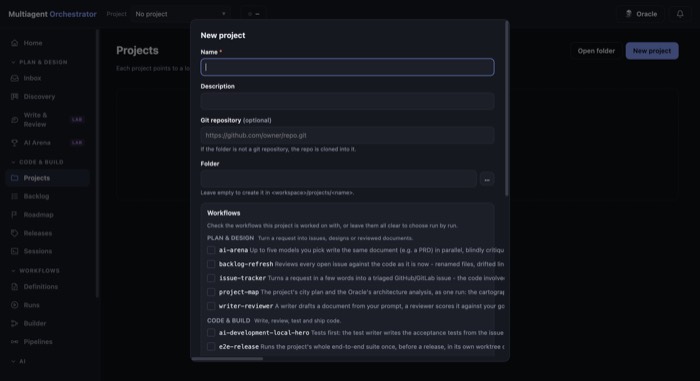 Multiagent Orchestrator Project No project
Oracle
Home
PLAN & DESIGN
Inbox
Discovery
Write & Review LAB
AI Arena LAB
CODE & BUILD
Projects
Backlog
Roadmap
Releases
Sessions
WORKFLOWS
Definitions
Runs
Builder
Pipelines
AI
Projects
Each project points to a
Open folder
New project
New project
Name *
Description
Git repository (optional)
https://github.com/owner/repo.git
If the folder is not a git repository, the repo is cloned into it.
Folder
...
Leave empty to create it in <workspace>/projects/<name>.
Workflows
Check the workflows this project is worked on with, or leave them all clear to choose run by run.
PLAN & DESIGN Turn a request into issues, designs or reviewed documents.
ai-arena Up to five models you pick write the same document (e.g. a PRD) in parallel, blindly critiqu
backlog-refresh Reviews every open issue against the code as it is now - renamed files, drifted lin
issue-tracker Turns a request in a few words into a triaged GitHub/GitLab issue - the code involve
project-map The project's city plan and the Oracle's architecture analysis, as one run: the cartograp
writer-reviewer A writer drafts a document from your prompt, a reviewer scores it against your go
CODE & BUILD Write, review, test and ship code.
ai-development-local-hero Tests first: the test writer writes the acceptance tests from the issue
e2e-release Runs the project's whole end-to-end suite once, before a release, in its own worktree